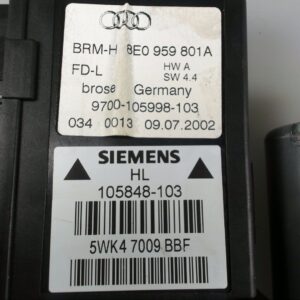 BRM-H 8E0 959 801A
FD-L HW A
SW 4.4
brose Germany
9700-105998-103
034 0013 09.07.2002
SIEMENS
HL
105848-103
5WK4 7009 BBF